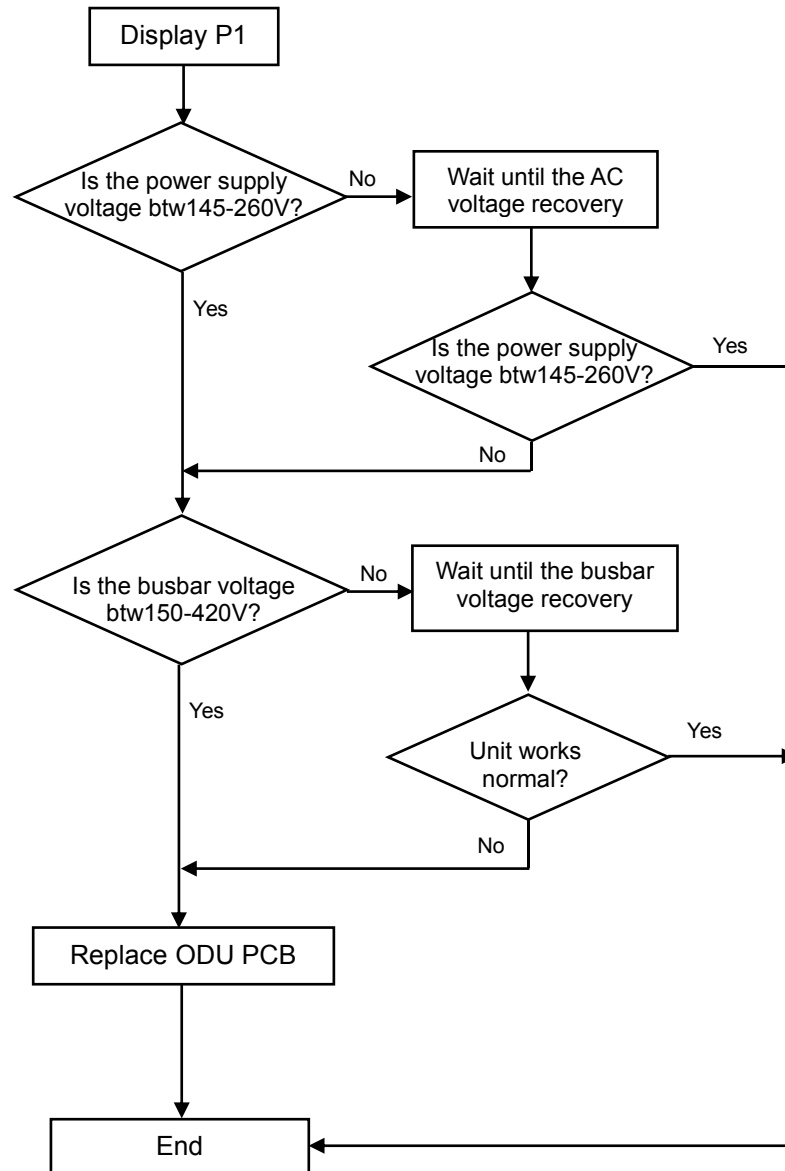 Display P1
Is the power supply
voltage btw145-260V?
No
Wait until the AC
voltage recovery
Yes
Is the power supply
voltage btw145-260V?
Yes
No
Is the busbar voltage
btw150-420V?
No
Wait until the busbar
voltage recovery
Yes
Unit works
normal?
Yes
No
Replace ODU PCB
End